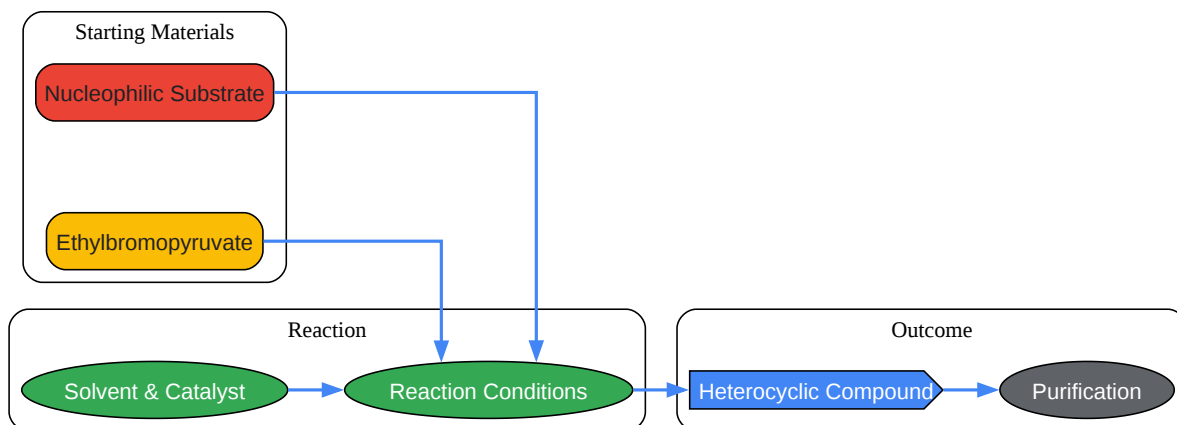 Starting Materials
Nucleophilic Substrate
Ethylbromopyruvate
Reaction
Outcome
Solvent & Catalyst
Reaction Conditions
Heterocyclic Compound
Purification